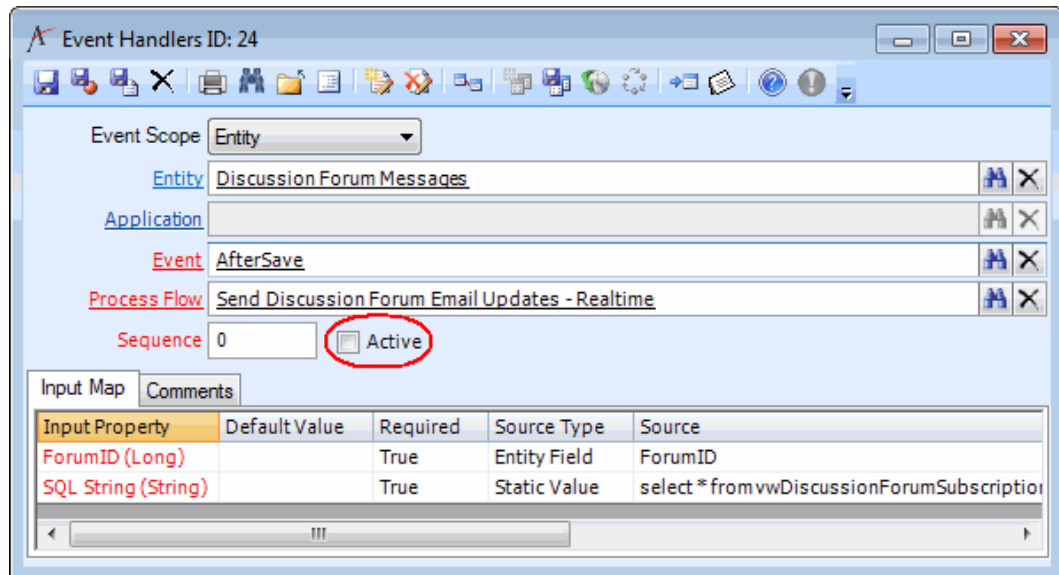 Event Handlers ID: 24
Event Scope Entity
Entity Discussion Forum Messages
Application
Event AfterSave
Process Flow Send Discussion Forum Email Updates - Realtime
Sequence 0 Active
Input Map Comments
Input Property Default Value Required Source Type Source
ForumID (Long) True Entity Field ForumID
SQL String (String) True Static Value select * from vwDiscussionForumSubscription